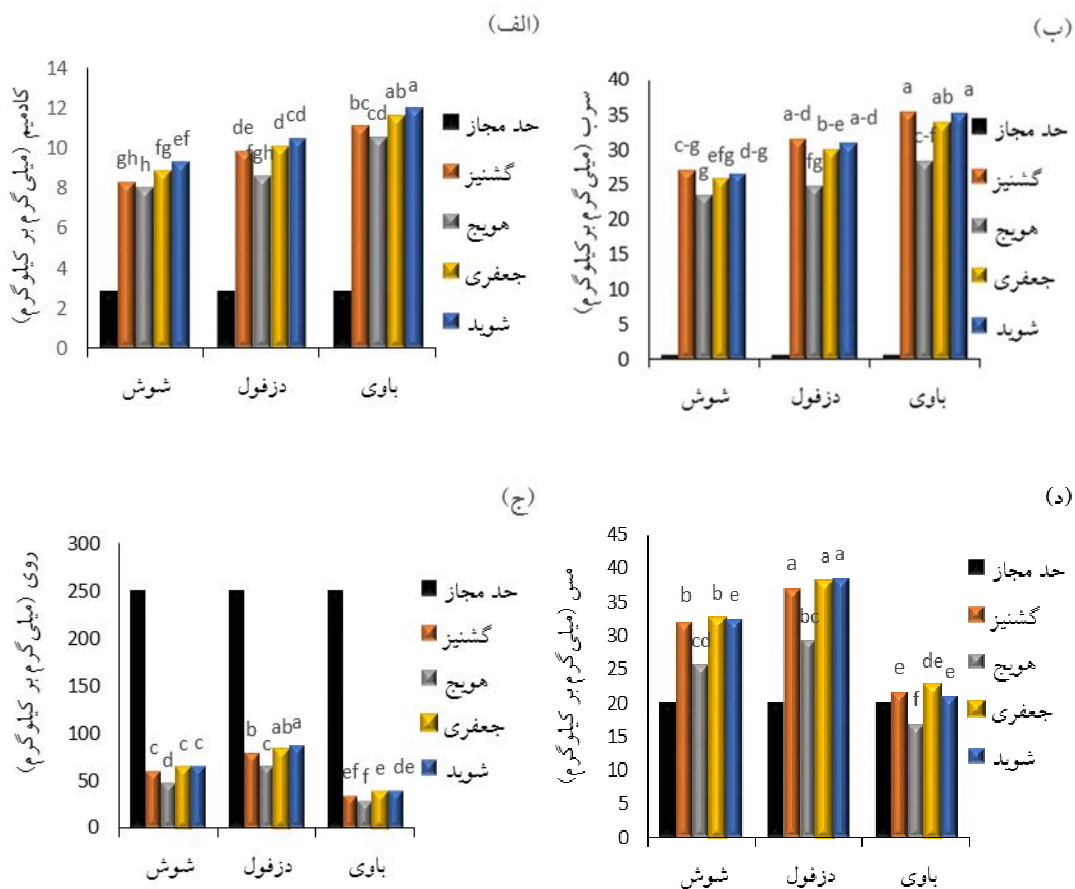 (الف)
کادمیم (میلی‌گرم بر کیلوگرم)
14
12
10
8
6
4
2
0
gh h fg ef
de fgh d cd
bc cd ab a
شوش دزفول باوی
حد مجاز
گشنیز
هویج
جعفری
شوید
(ب)
سرب (میلی‌گرم بر کیلوگرم)
40
35
30
25
20
15
10
5
0
c-g g efg d-g
a-d fg b-e a-d
a c-f ab a
شوش دزفول باوی
حد مجاز
گشنیز
هویج
جعفری
شوید
(ج)
روی (میلی‌گرم بر کیلوگرم)
300
250
200
150
100
50
0
c d c c
b c ab a
ef f e de
شوش دزفول باوی
حد مجاز
گشنیز
هویج
جعفری
شوید
(د)
مس (میلی‌گرم بر کیلوگرم)
45
40
35
30
25
20
15
10
5
0
b cd b e
a bc a a
e f de e
شوش دزفول باوی
حد مجاز
گشنیز
هویج
جعفری
شوید